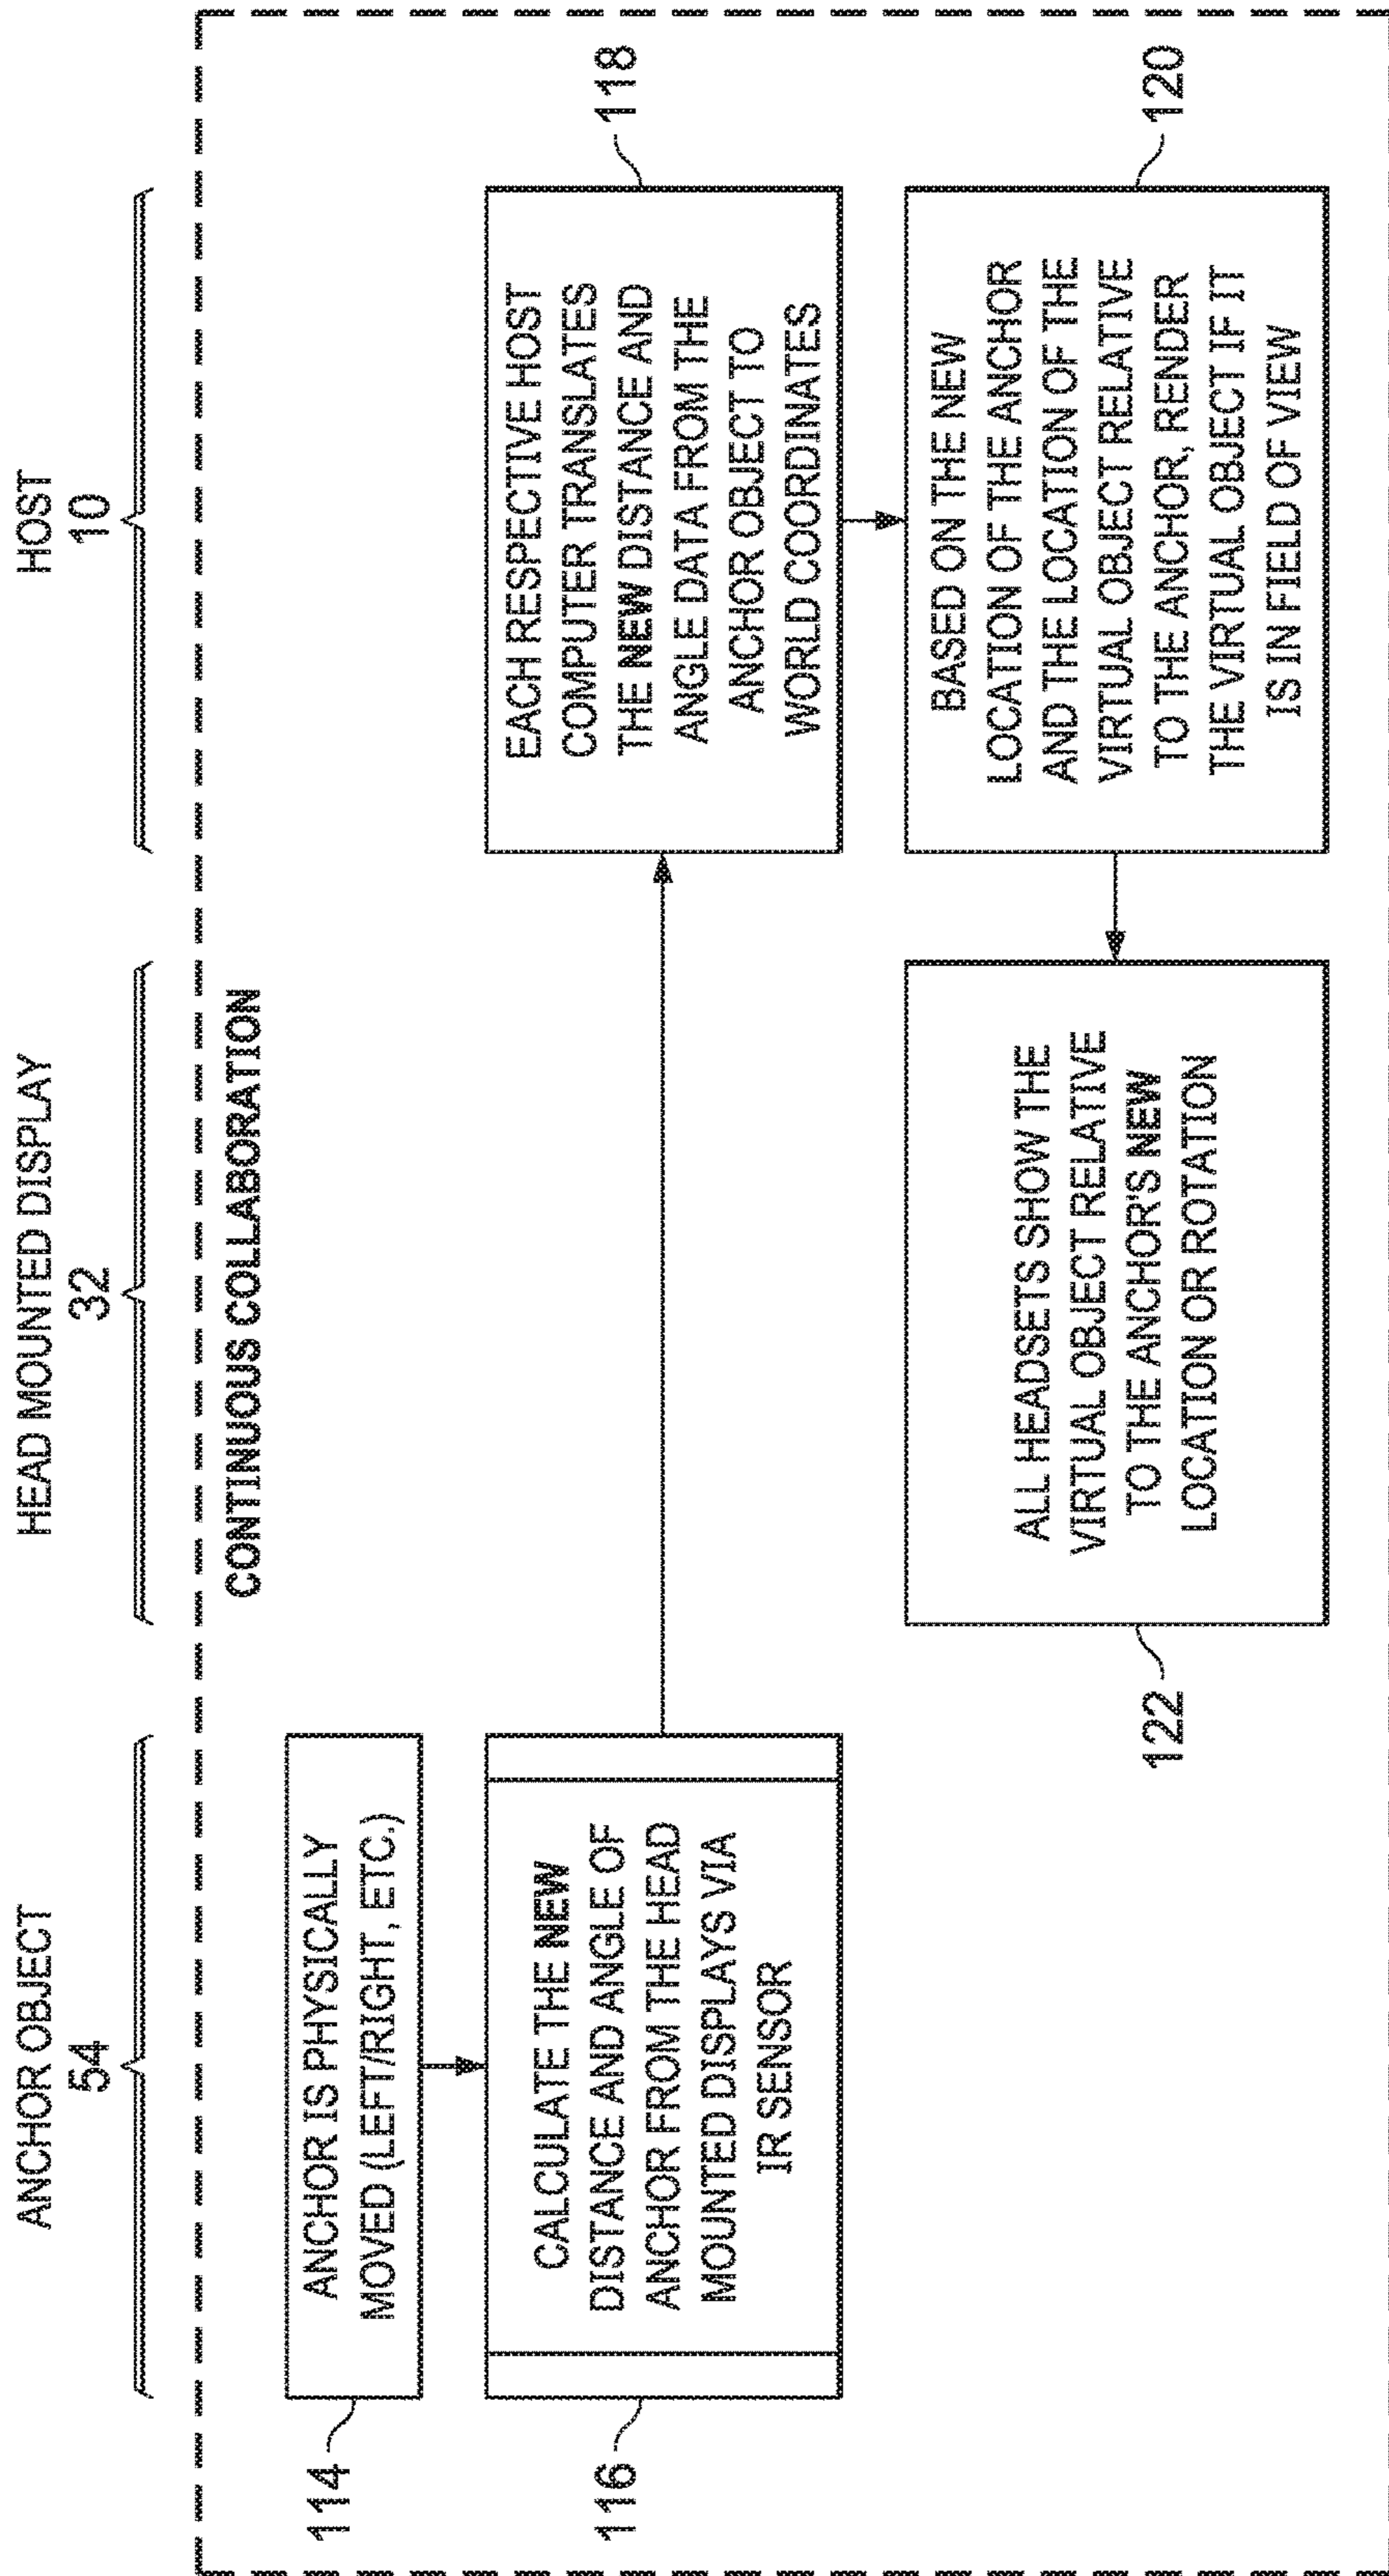 ANCHOR OBJECT
54
HEAD MOUNTED DISPLAY
32
HOST
10
CONTINUOUS COLLABORATION
114
ANCHOR IS PHYSICALLY
MOVED (LEFT/RIGHT, ETC.)
116
CALCULATE THE NEW
DISTANCE AND ANGLE OF
ANCHOR FROM THE HEAD
MOUNTED DISPLAYS VIA
IR SENSOR
EACH RESPECTIVE HOST
COMPUTER TRANSLATES
THE NEW DISTANCE AND
ANGLE DATA FROM THE
ANCHOR OBJECT TO
WORLD COORDINATES
118
BASED ON THE NEW
LOCATION OF THE ANCHOR
AND THE LOCATION OF THE
VIRTUAL OBJECT RELATIVE
TO THE ANCHOR, RENDER
THE VIRTUAL OBJECT IF IT
IS IN FIELD OF VIEW
120
122
ALL HEADSETS SHOW THE
VIRTUAL OBJECT RELATIVE
TO THE ANCHOR'S NEW
LOCATION OR ROTATION